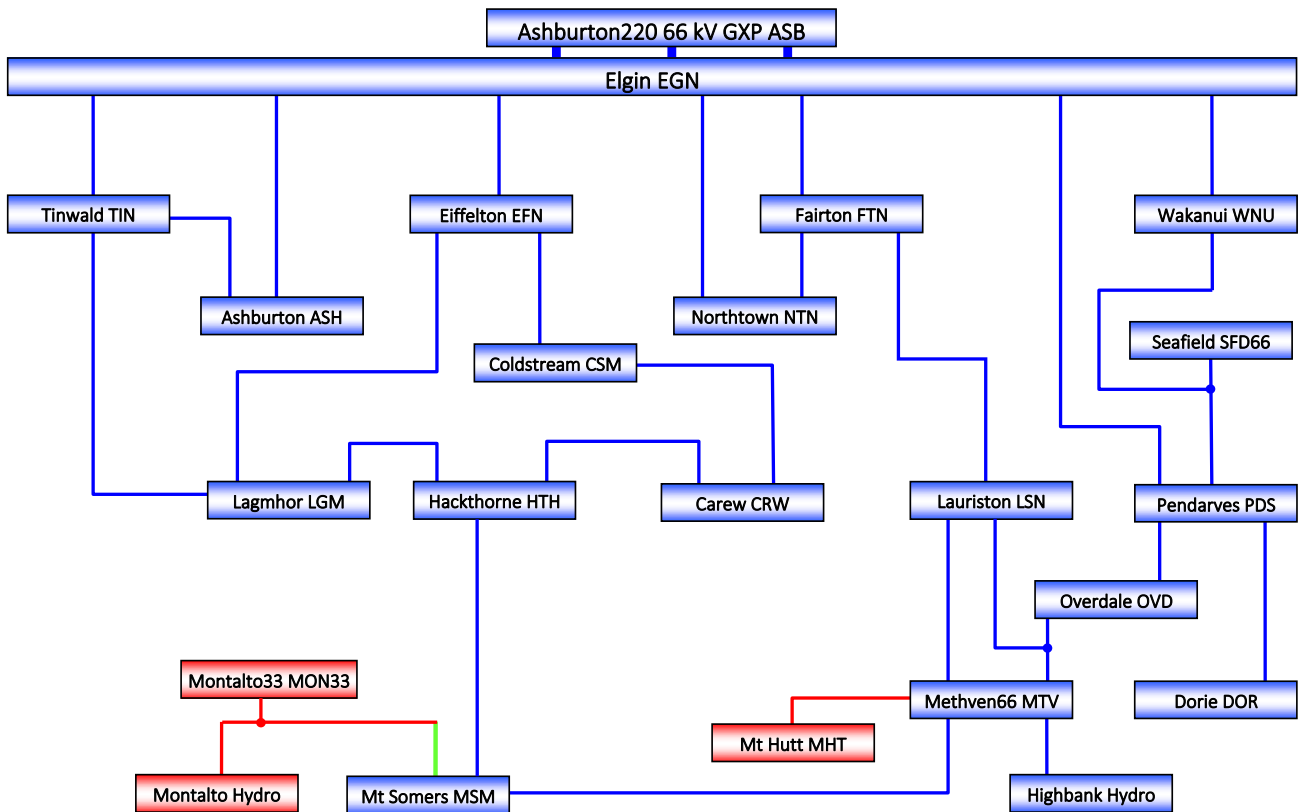 Ashburton220 66 kV GXP ASB
Elgin EGN
Tinwald TIN
Eiffelton EFN
Fairton FTN
Wakanui WNU
Ashburton ASH
Northtown NTN
Seafield SFD66
Coldstream CSM
Lagmhor LGM
Hackthorne HTH
Carew CRW
Lauriston LSN
Pendarves PDS
Overdale OVD
Montalto33 MON33
Methven66 MTV
Dorie DOR
Mt Hutt MHT
Montalto Hydro
Mt Somers MSM
Highbank Hydro